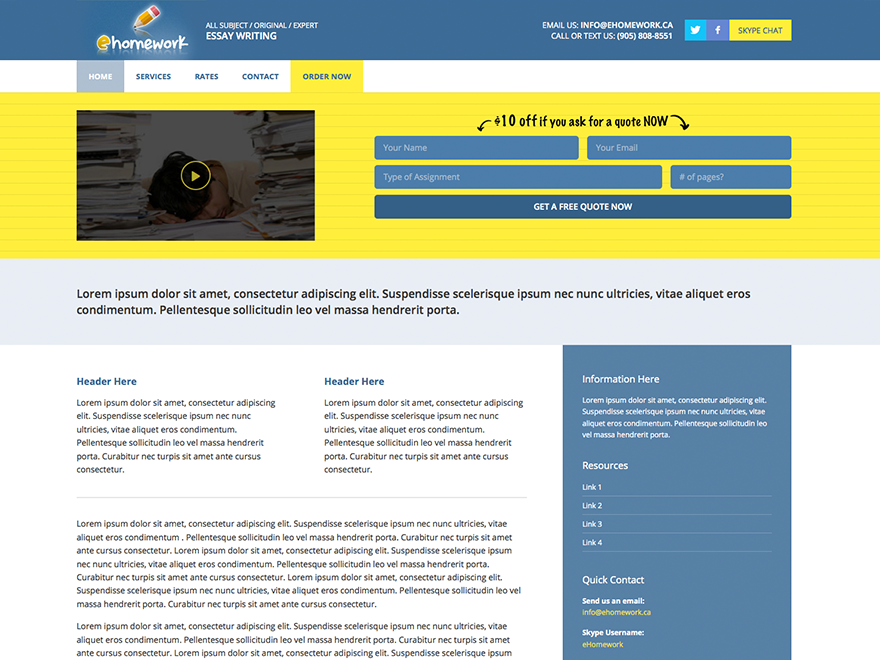 ehomework
ALL SUBJECT / ORIGINAL / EXPERT
ESSAY WRITING
EMAIL US: INFO@EHOMEWORK.CA
CALL OR TEXT US: (905) 808-8551
f
SKYPE CHAT
HOME
SERVICES
RATES
CONTACT
ORDER NOW
$10 off if you ask for a quote NOW
Your Name
Your Email
Type of Assignment
# of pages?
GET A FREE QUOTE NOW
Lorem ipsum dolor sit amet, consectetur adipiscing elit. Suspendisse scelerisque ipsum nec nunc ultricies, vitae aliquet eros
condimentum. Pellentesque sollicitudin leo vel massa hendrerit porta.
Header Here
Lorem ipsum dolor sit amet, consectetur adipiscing
elit. Suspendisse scelerisque ipsum nec nunc
ultricies, vitae aliquet eros condimentum.
Pellentesque sollicitudin leo vel massa hendrerit
porta. Curabitur nec turpis sit amet ante cursus
consectetur.
Header Here
Lorem ipsum dolor sit amet, consectetur adipiscing
elit. Suspendisse scelerisque ipsum nec nunc
ultricies, vitae aliquet eros condimentum.
Pellentesque sollicitudin leo vel massa hendrerit
porta. Curabitur nec turpis sit amet ante cursus
consectetur.
Lorem ipsum dolor sit amet, consectetur adipiscing elit. Suspendisse scelerisque ipsum nec nunc ultricies, vitae
aliquet eros condimentum . Pellentesque sollicitudin leo vel massa hendrerit porta. Curabitur nec turpis sit amet
ante cursus consectetur. Lorem ipsum dolor sit amet, consectetur adipiscing elit. Suspendisse scelerisque ipsum
nec nunc ultricies, vitae aliquet eros condimentum. Pellentesque sollicitudin leo vel massa hendrerit porta.
Curabitur nec turpis sit amet ante cursus consectetur. Lorem ipsum dolor sit amet, consectetur adipiscing elit.
Suspendisse scelerisque ipsum nec nunc ultricies, vitae aliquet eros condimentum. Pellentesque sollicitudin leo vel
massa hendrerit porta. Curabitur nec turpis sit amet ante cursus consectetur.
Lorem ipsum dolor sit amet, consectetur adipiscing elit. Suspendisse scelerisque ipsum nec nunc ultricies, vitae
aliquet eros condimentum. Pellentesque sollicitudin leo vel massa hendrerit porta. Curabitur nec turpis sit amet
ante cursus consectetur. Lorem ipsum dolor sit amet, consectetur adipiscing elit. Suspendisse scelerisque ipsum
Information Here
Lorem ipsum dolor sit amet, consectetur adipiscing elit.
Suspendisse scelerisque ipsum nec nunc ultricies, vitae
aliquet eros condimentum. Pellentesque sollicitudin leo
vel massa hendrerit porta.
Resources
Link 1
Link 2
Link 3
Link 4
Quick Contact
Send us an email:
info@ehomework.ca
Skype Username:
eHomework